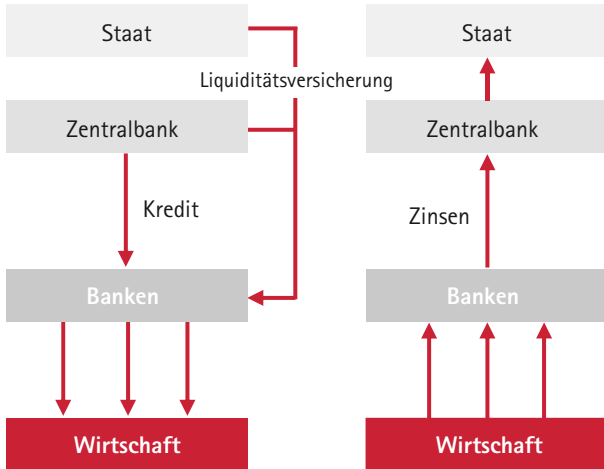 Staat
Liquiditätsversicherung
Zentralbank
Kredit
Banken
Wirtschaft
Staat
Zentralbank
Zinsen
Banken
Wirtschaft